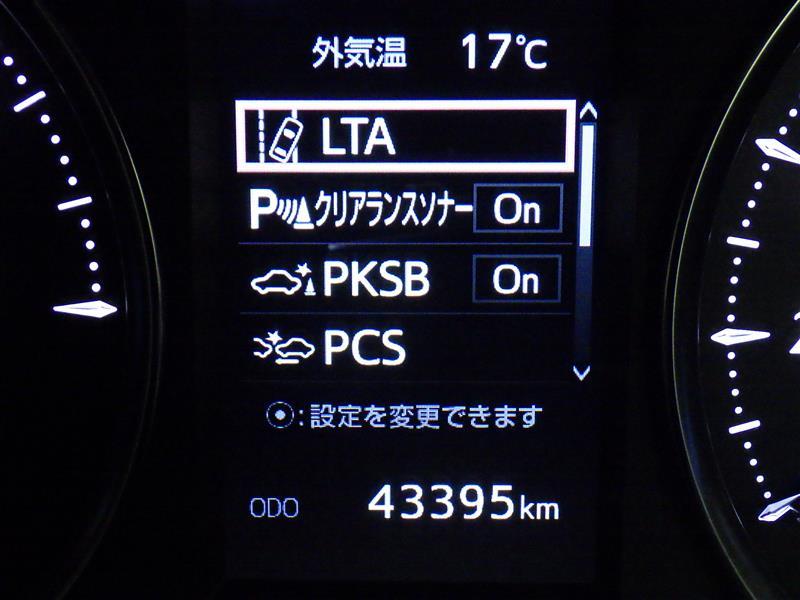 外気温 17℃
LTA
P クリアランスソナー On
PKSB On
PCS
⦿:設定を変更できます
ODO 43395km